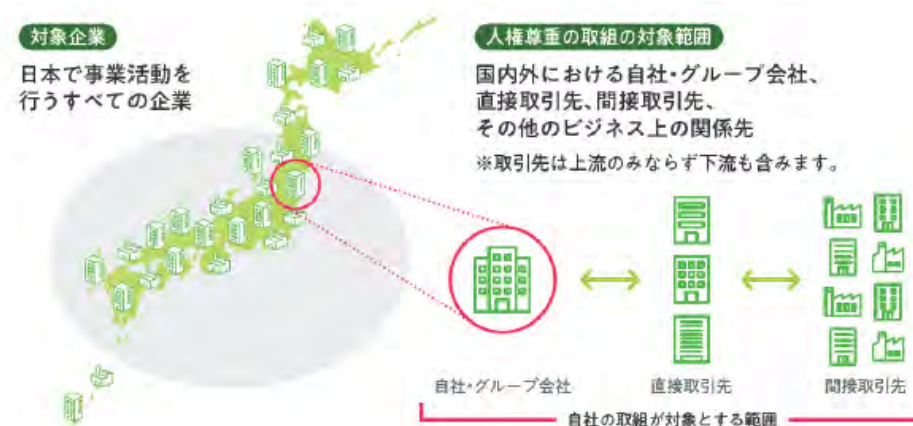 対象企業
日本で事業活動を
行うすべての企業
人権尊重の取組の対象範囲
国内外における自社・グループ会社、
直接取引先、間接取引先、
その他のビジネス上の関係先
※取引先は上流のみならず下流も含みます。
自社・グループ会社
直接取引先
間接取引先
自社の取組が対象とする範囲